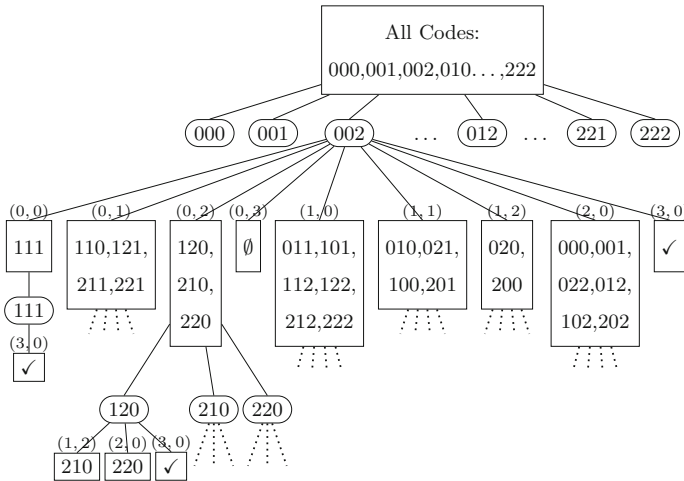 All Codes:
000,001,002,010...,222
000 001 002 ... 012 ... 221 222
(0, 0) (0, 1) (0, 2) (0, 3) (1, 0) (1, 1) (1, 2) (2, 0) (3, 0)
111 110,121, 120, ∅ 011,101, 010,021, 020, 000,001, ✓
211,221 210, 112,122, 100,201 200 022,012,
111 220 212,222 102,202
(3, 0)
✓
120 210 220
(1, 2) (2, 0) (3, 0)
210 220 ✓